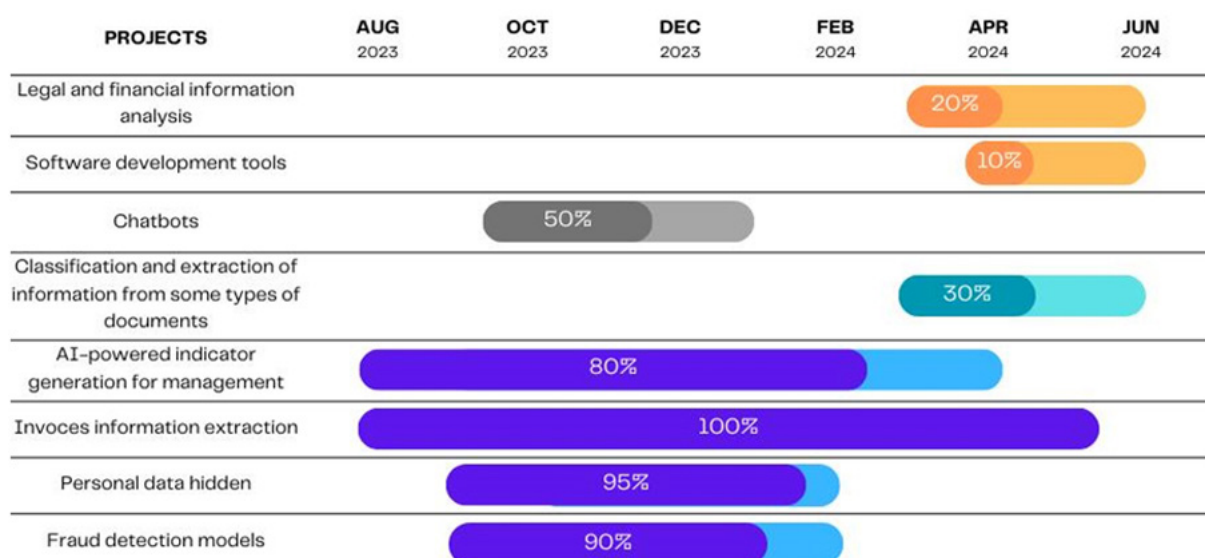 PROJECTS
AUG
2023
OCT
2023
DEC
2023
FEB
2024
APR
2024
JUN
2024
Legal and financial information
analysis
20%
Software development tools
10%
Chatbots
50%
Classification and extraction of
information from some types of
documents
30%
AI-powered indicator
generation for management
80%
Invoces information extraction
100%
Personal data hidden
95%
Fraud detection models
90%